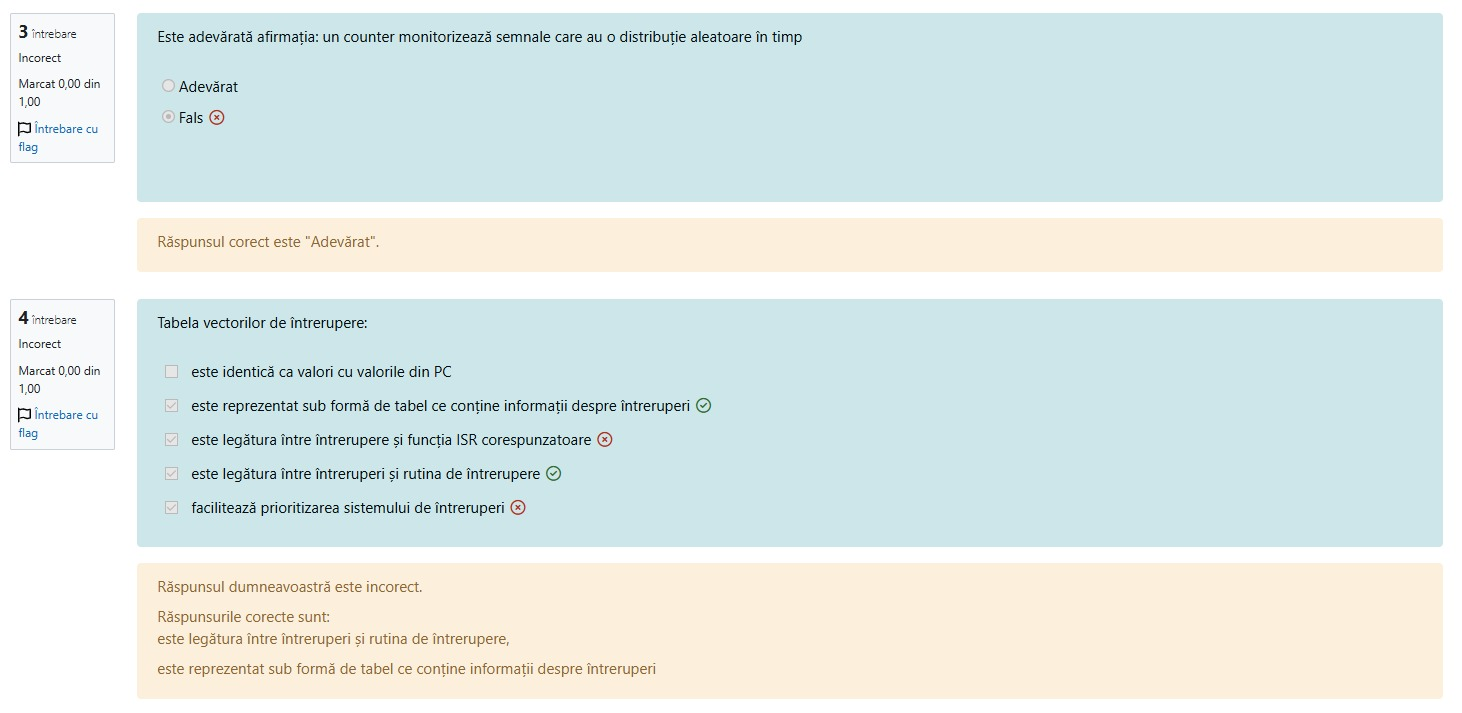 3 întrebare
Incorect
Marcat 0,00 din
1,00
Întrebare cu
flag
Este adevărată afirmația: un counter monitorizează semnale care au o distribuție aleatoare în timp
Adevărat
Fals
Răspunsul corect este "Adevărat".
4 întrebare
Incorect
Marcat 0,00 din
1,00
Întrebare cu
flag
Tabela vectorilor de întrerupere:
este identică ca valori cu valorile din PC
este reprezentat sub formă de tabel ce conține informații despre întreruperi
este legătura între întrerupere și funcția ISR corespunzatoare
este legătura între întreruperi și rutina de întrerupere
facilitează prioritizarea sistemului de întreruperi
Răspunsul dumneavoastră este incorect.
Răspunsurile corecte sunt:
este legătura între întreruperi și rutina de întrerupere,
este reprezentat sub formă de tabel ce conține informații despre întreruperi